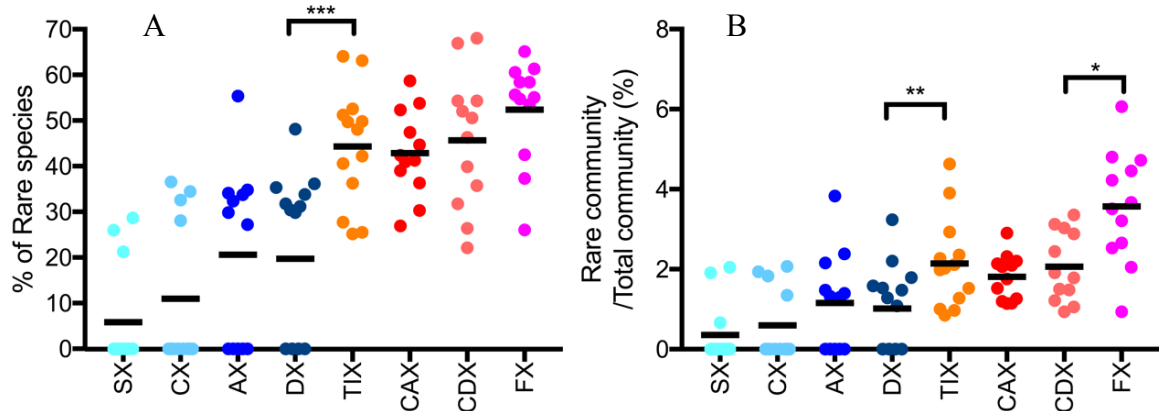 A
% of Rare species
70
60
50
40
30
20
10
0
***
SX
CX
AX
DX
TIX
CAX
CDX
FX
B
Rare community
/Total community (%)
8
6
4
2
0
**
*
SX
CX
AX
DX
TIX
CAX
CDX
FX